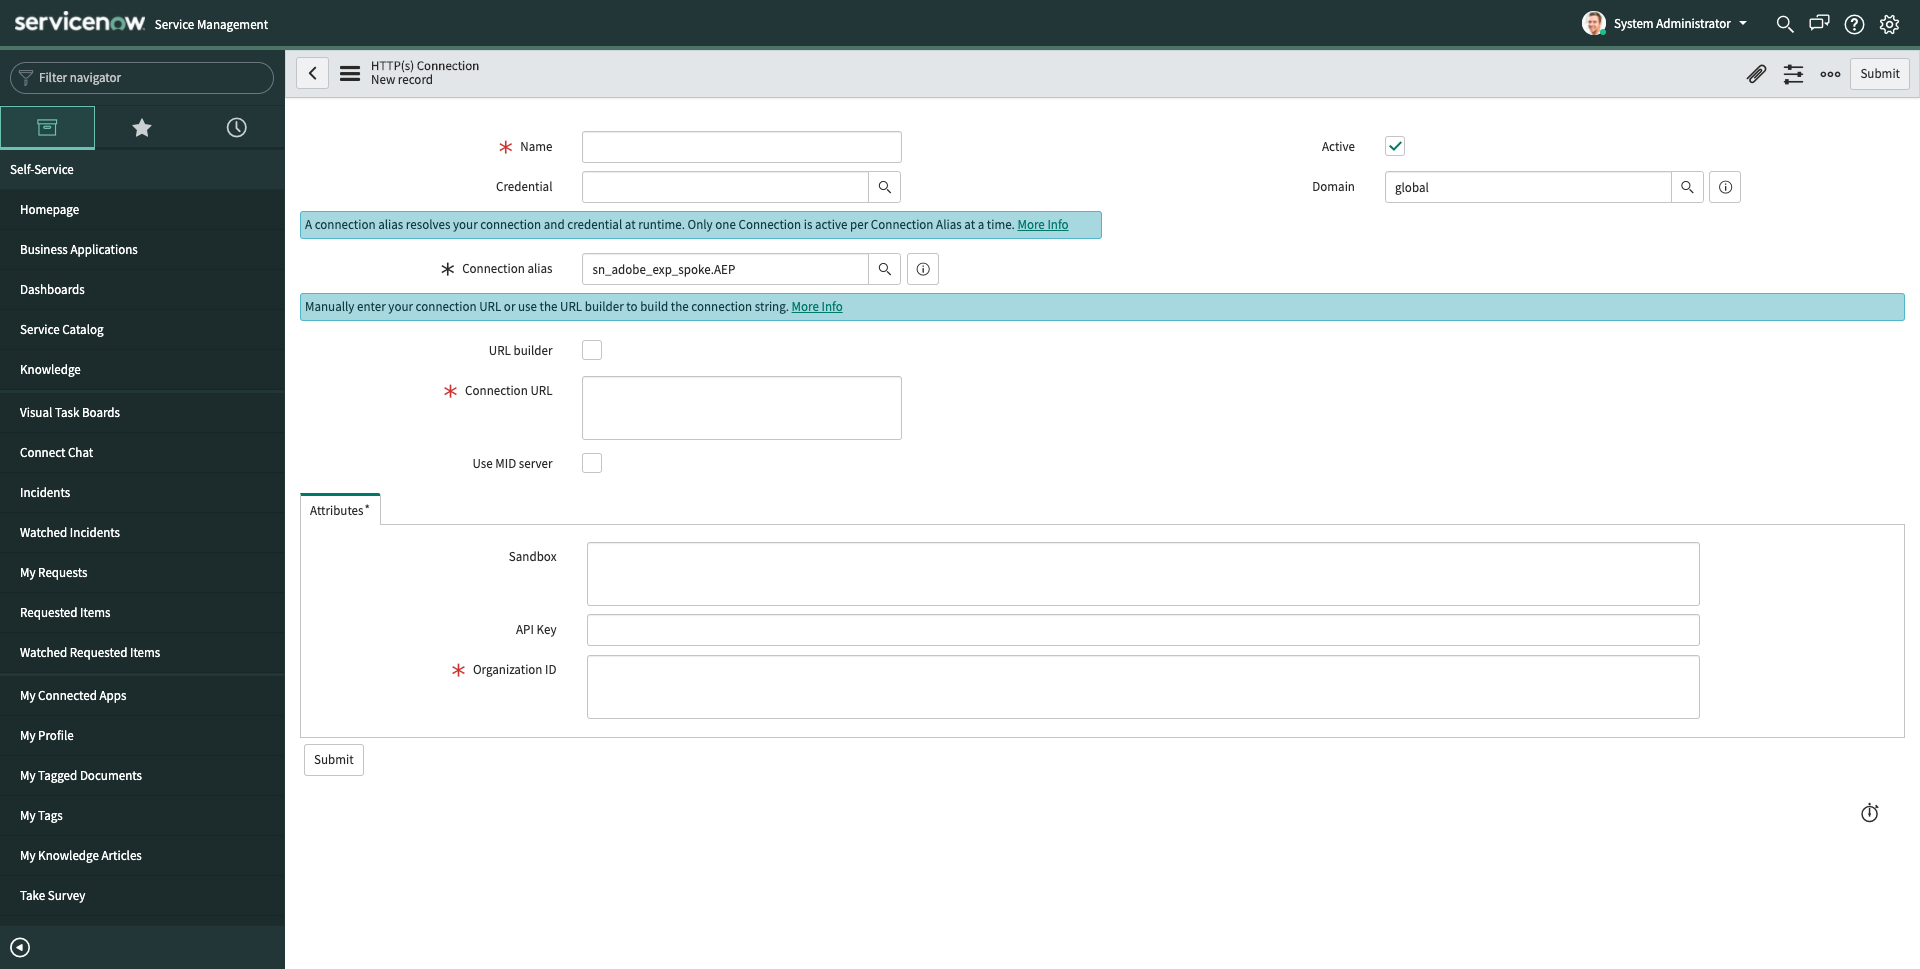 servicenow Service Management
System Administrator
Filter navigator
Self-Service
Homepage
Business Applications
Dashboards
Service Catalog
Knowledge
Visual Task Boards
Connect Chat
Incidents
Watched Incidents
My Requests
Requested Items
Watched Requested Items
My Connected Apps
My Profile
My Tagged Documents
My Tags
My Knowledge Articles
Take Survey
HTTP(s) Connection
New record
Submit
Name
Active
Credential
Domain global
A connection alias resolves your connection and credential at runtime. Only one Connection is active per Connection Alias at a time. More Info
Connection alias sn_adobe_exp_spoke.AEP
Manually enter your connection URL or use the URL builder to build the connection string. More Info
URL builder
Connection URL
Use MID server
Attributes*
Sandbox
API Key
Organization ID
Submit